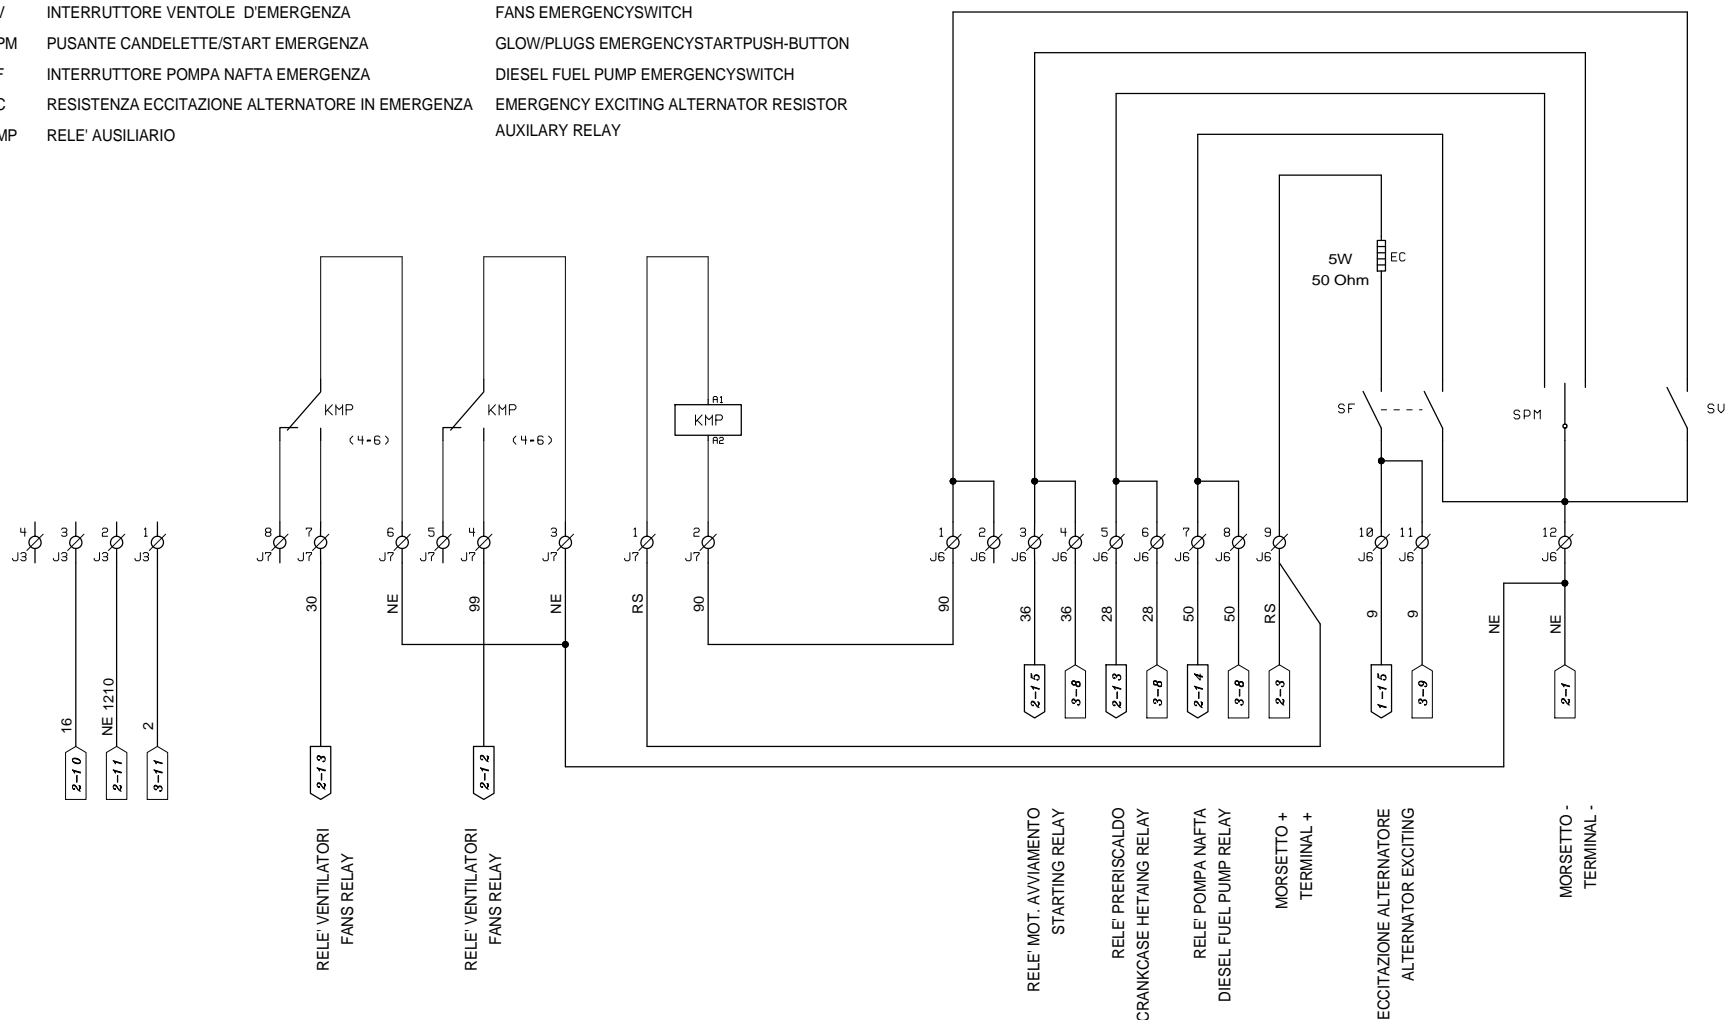 V INTERRUTTORE VENTOLE D'EMERGENZA FANS EMERGENCYSWITCH
PM PUSANTE CANDELETTE/START EMERGENZA GLOW/PLUGS EMERGENCYSTARTPUSH-BUTTON
F INTERRUTTORE POMPA NAFTA EMERGENZA DIESEL FUEL PUMP EMERGENCYSWITCH
C RESISTENZA ECCITAZIONE ALTERNATORE IN EMERGENZA EMERGENCY EXCITING ALTERNATOR RESISTOR
MP RELE' AUSILIARIO AUXILARY RELAY
5W
50 Ohm
EC
KMP
(4-6)
KMP
(4-6)
A1
KMP
A2
SF
SPM
SV
4 3 2 1 8 7 6 5 4 3 1 2 1 2 3 4 5 6 7 8 9 10 11 12
J3 J3 J3 J3 J7 J7 J7 J7 J7 J7 J7 J7 J6 J6 J6 J6 J6 J6 J6 J6 J6 J6 J6 J6
16
NE 1210
2
30
NE
99
NE
RS
90
90
36
36
28
28
50
50
RS
9
9
NE
NE
2-15
3-8
2-13
3-8
2-14
3-8
2-3
1-15
3-9
2-1
2-10
2-11
3-11
2-13
2-12
RELE' VENTILATORI
FANS RELAY
RELE' VENTILATORI
FANS RELAY
RELE' MOT. AVVIAMENTO
STARTING RELAY
RELE' PRERISCALDO
CRANKCASE HETAING RELAY
RELE' POMPA NAFTA
DIESEL FUEL PUMP RELAY
MORSETTO +
TERMINAL +
ECCITAZIONE ALTERNATORE
ALTERNATOR EXCITING
MORSETTO -
TERMINAL -